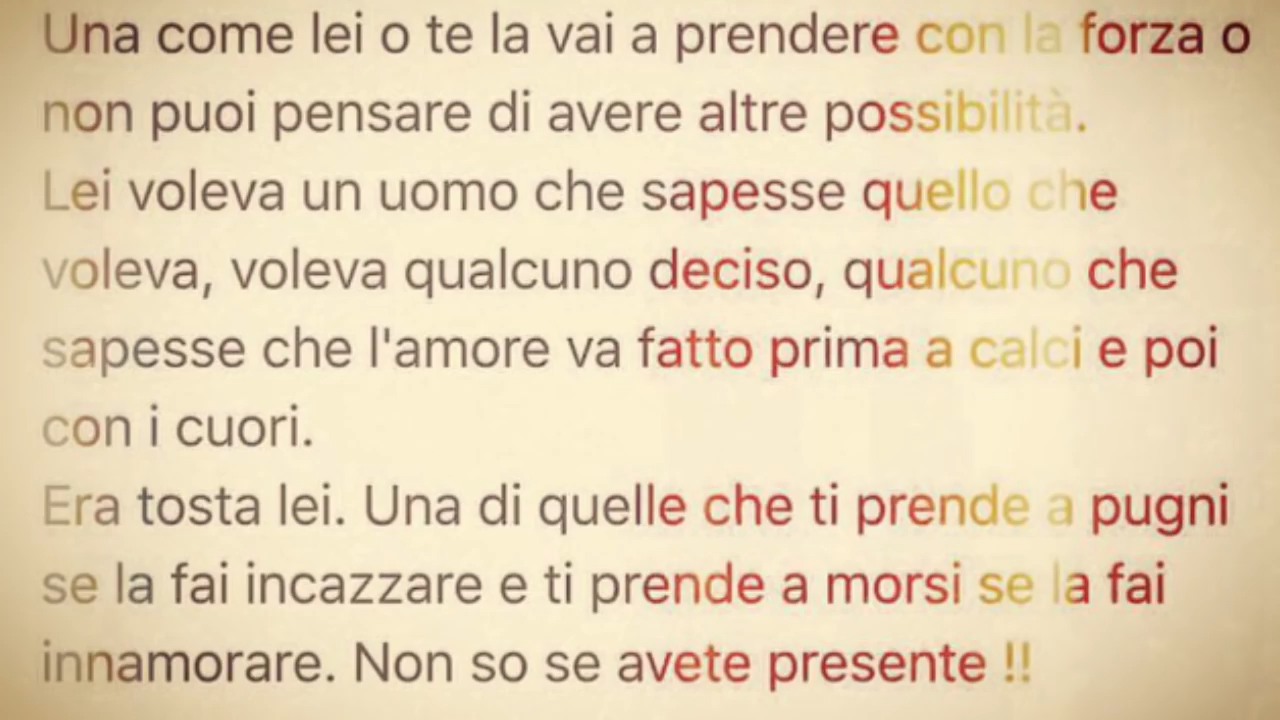 Una come lei o te la vai a prendere con la forza o
non puoi pensare di avere altre possibilità.
Lei voleva un uomo che sapesse quello che
voleva, voleva qualcuno deciso, qualcuno che
sapesse che l'amore va fatto prima a calci e poi
con i cuori.
Era tosta lei. Una di quelle che ti prende a pugni
se la fai incazzare e ti prende a morsi se la fai
innamorare. Non so se avete presente !!